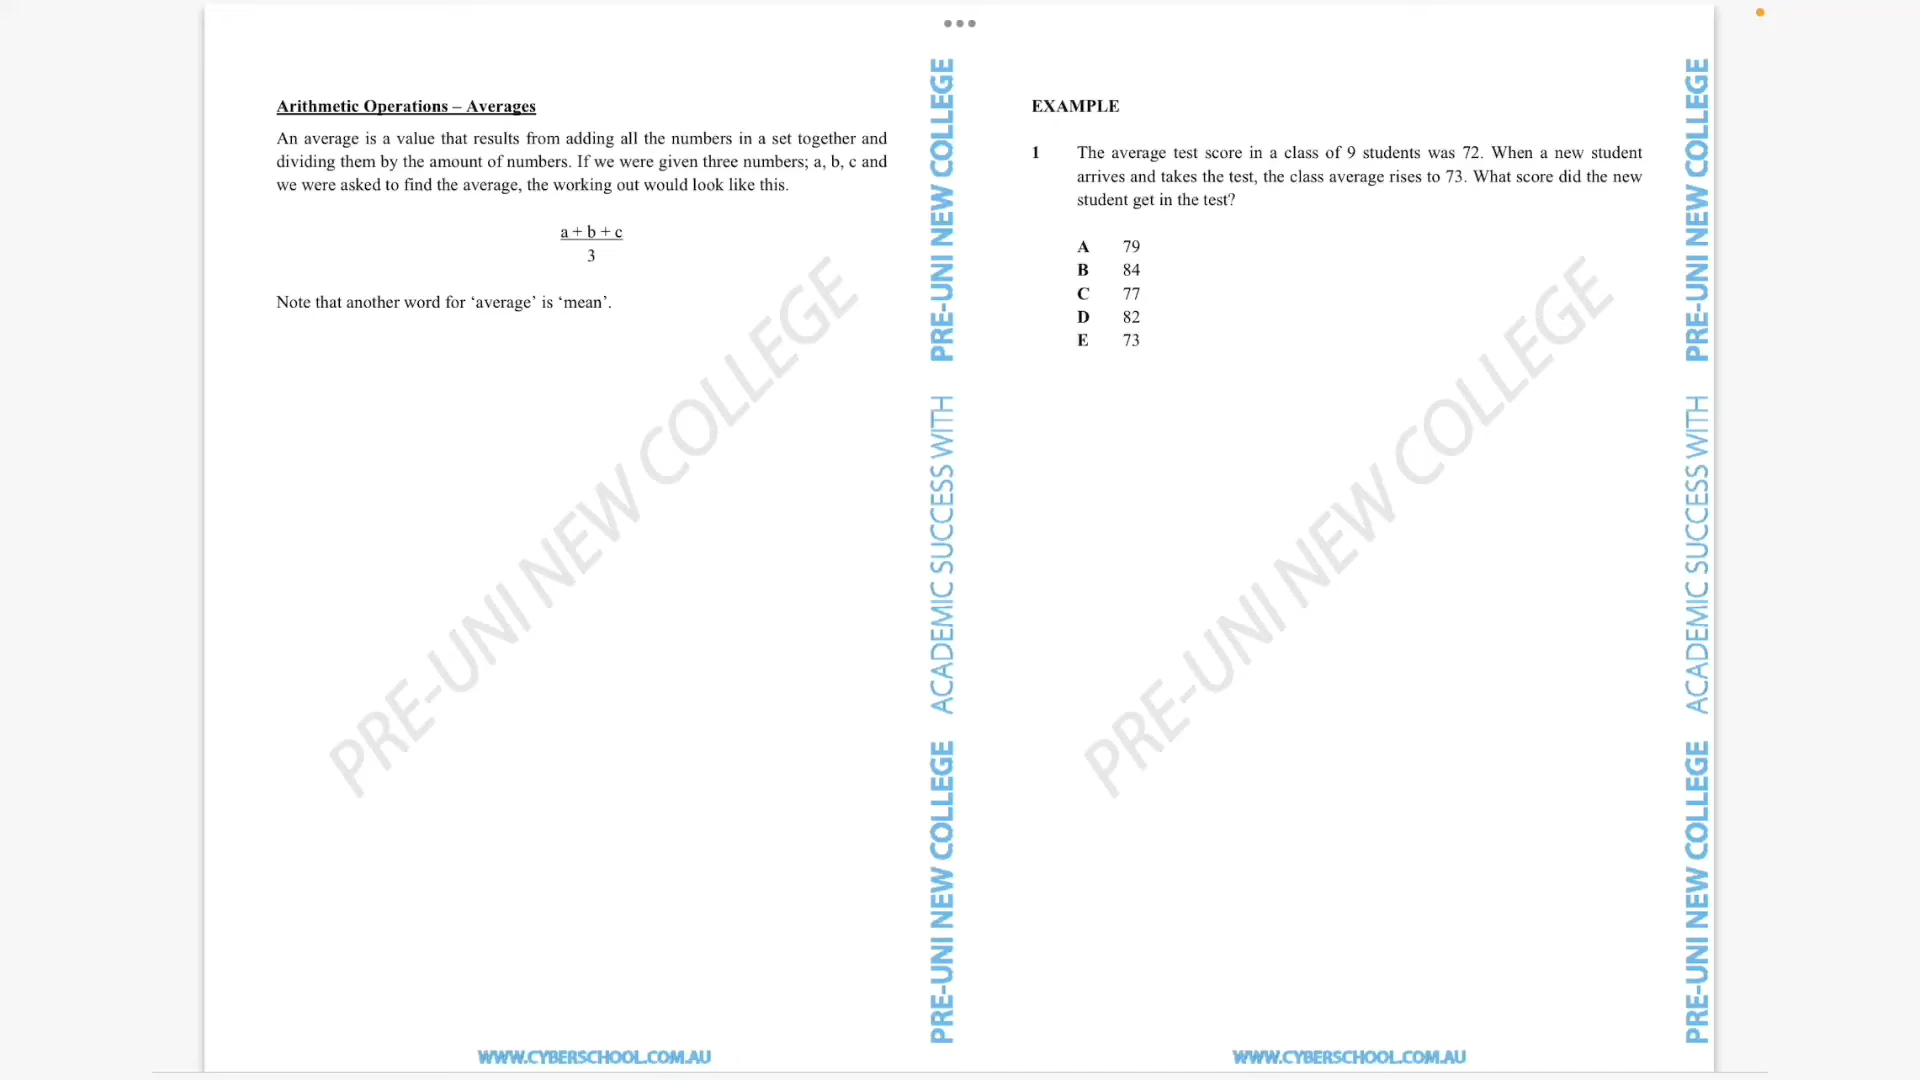 Arithmetic Operations – Averages
An average is a value that results from adding all the numbers in a set together and
dividing them by the amount of numbers. If we were given three numbers; a, b, c and
we were asked to find the average, the working out would look like this.
a + b + c
3
Note that another word for ‘average’ is ‘mean’.
PRE-UNI NEW COLLEGE
PRE-UNI NEW COLLEGE ACADEMIC SUCCESS WITH PRE-UNI NEW COLLEGE
WWW.CYBERSCHOOL.COM.AU
EXAMPLE
1 The average test score in a class of 9 students was 72. When a new student
arrives and takes the test, the class average rises to 73. What score did the new
student get in the test?
A 79
B 84
C 77
D 82
E 73
PRE-UNI NEW COLLEGE
PRE-UNI NEW COLLEGE ACADEMIC SUCCESS WITH PRE-UNI NEW COLLEGE
WWW.CYBERSCHOOL.COM.AU